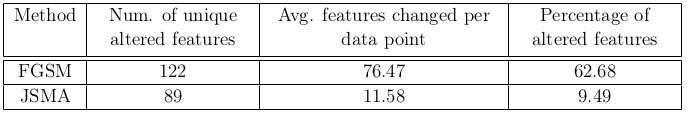 Method Num. of unique altered features Avg. features changed per data point Percentage of altered features
FGSM 122 76.47 62.68
JSMA 89 11.58 9.49